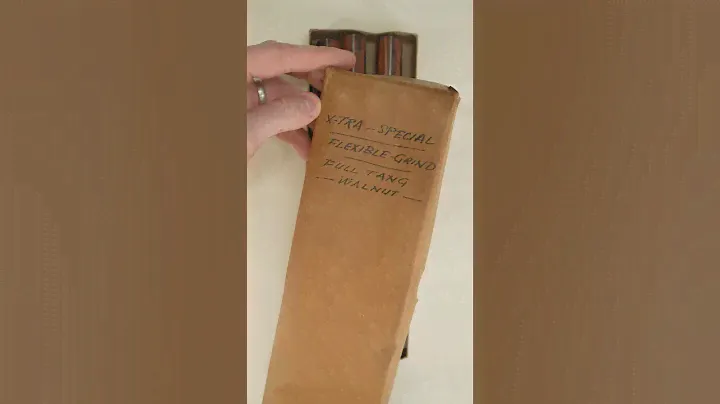 X-TRA - SPECIAL
FLEXIBLE-GRIND
FULL TANG
- WALNUT -